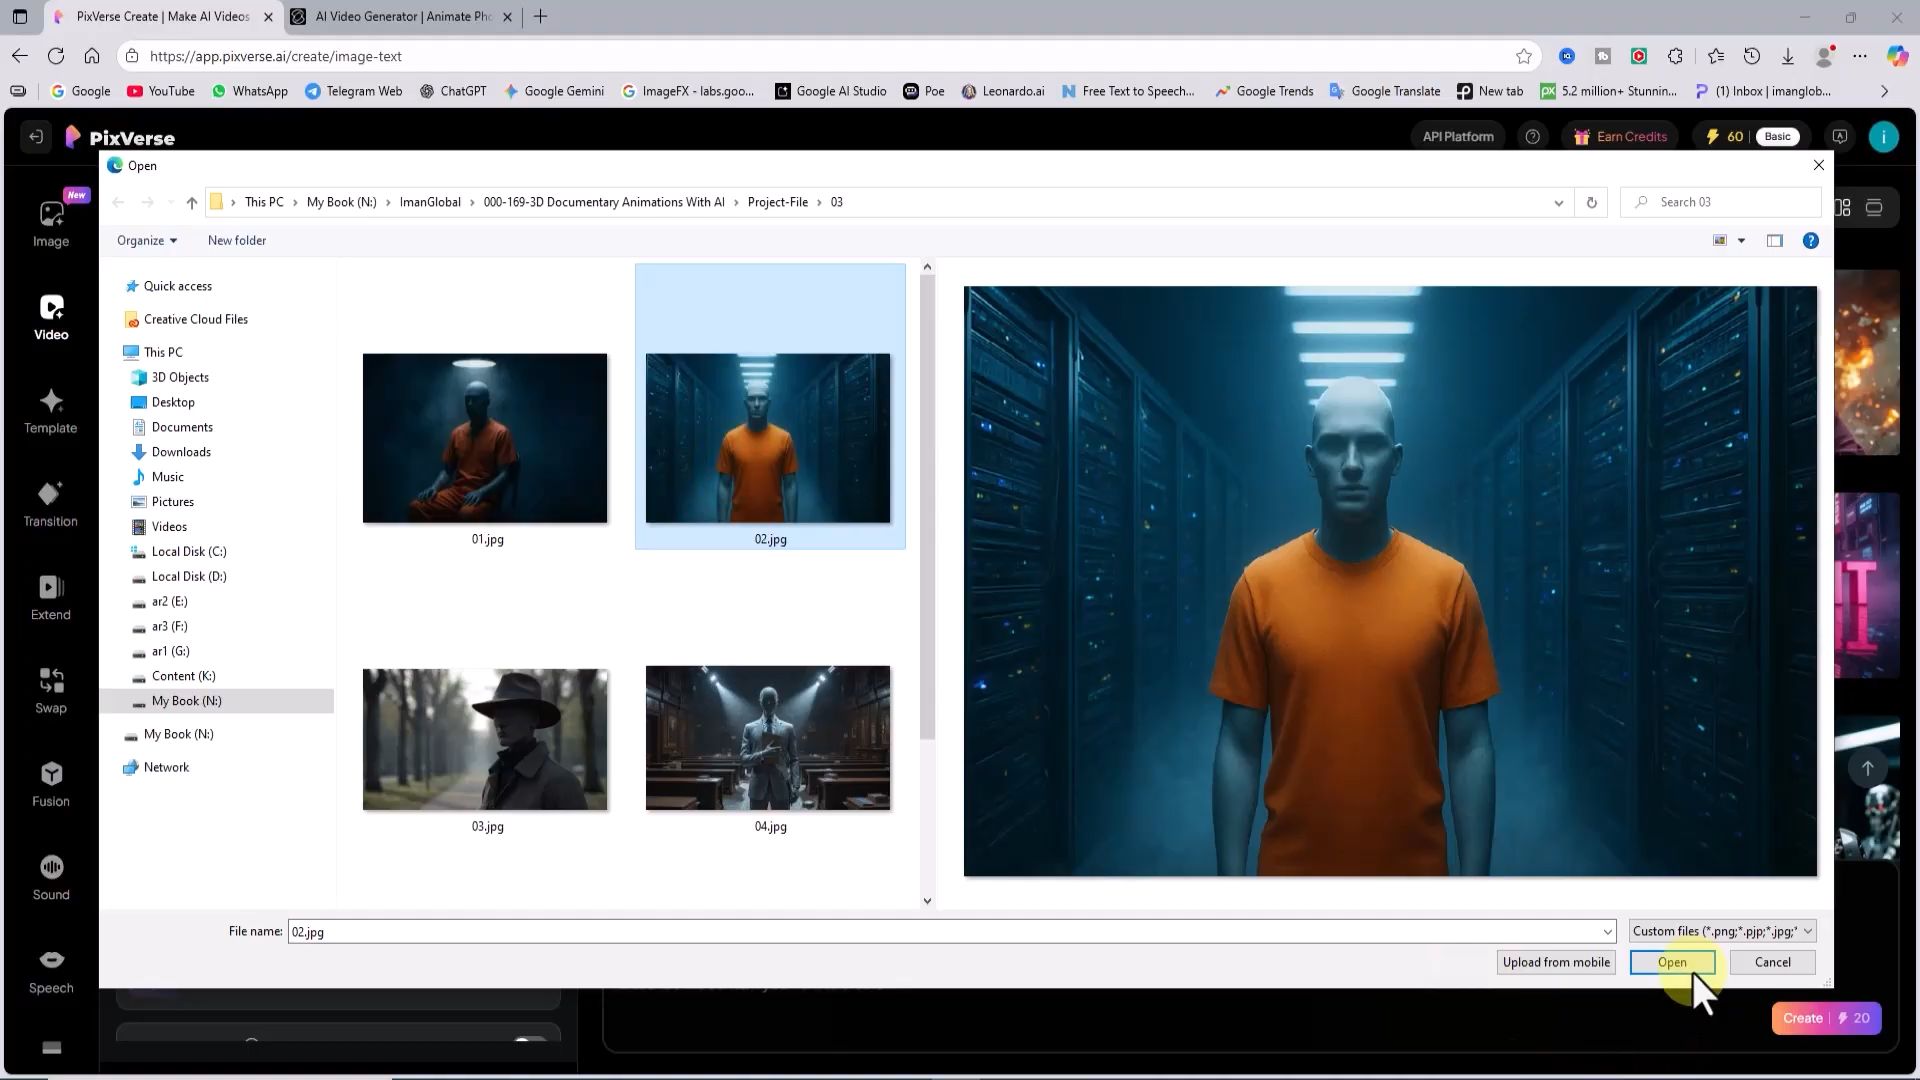 PixVerse Create | Make AI Videos
AI Video Generator | Animate Pho
https://app.pixverse.ai/create/image-text
Google YouTube WhatsApp Telegram Web ChatGPT Google Gemini ImageFX - labs.goo... Google AI Studio Poe Leonardo.ai Free Text to Speech... Google Trends Google Translate New tab 5.2 million+ Stunnin... (1) Inbox | imanglob...
PixVerse
API Platform
Earn Credits
60 | Basic
i
Open
This PC > My Book (N:) > ImanGlobal > 000-169-3D Documentary Animations With AI > Project-File > 03
Search 03
Organize
New folder
New
Image
Video
Template
Transition
Extend
Swap
Fusion
Sound
Speech
Quick access
Creative Cloud Files
This PC
3D Objects
Desktop
Documents
Downloads
Music
Pictures
Videos
Local Disk (C:)
Local Disk (D:)
ar2 (E:)
ar3 (F:)
ar1 (G:)
Content (K:)
My Book (N:)
My Book (N:)
Network
01.jpg
02.jpg
03.jpg
04.jpg
File name: 02.jpg
Custom files (*.png;*.pjp;*.jpg;*
Upload from mobile
Open
Cancel
Create | 20